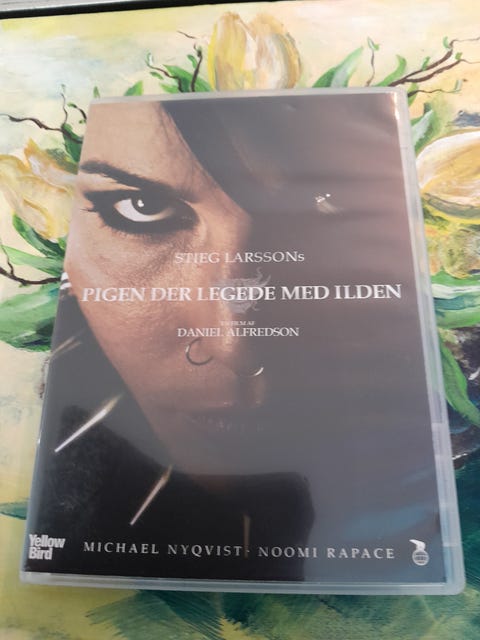 STIEG LARSSONs
PIGEN DER LEGEDE MED ILDEN
EN FILM AF
DANIEL ALFREDSON
Yellow
Bird
MICHAEL NYQVIST · NOOMI RAPACE